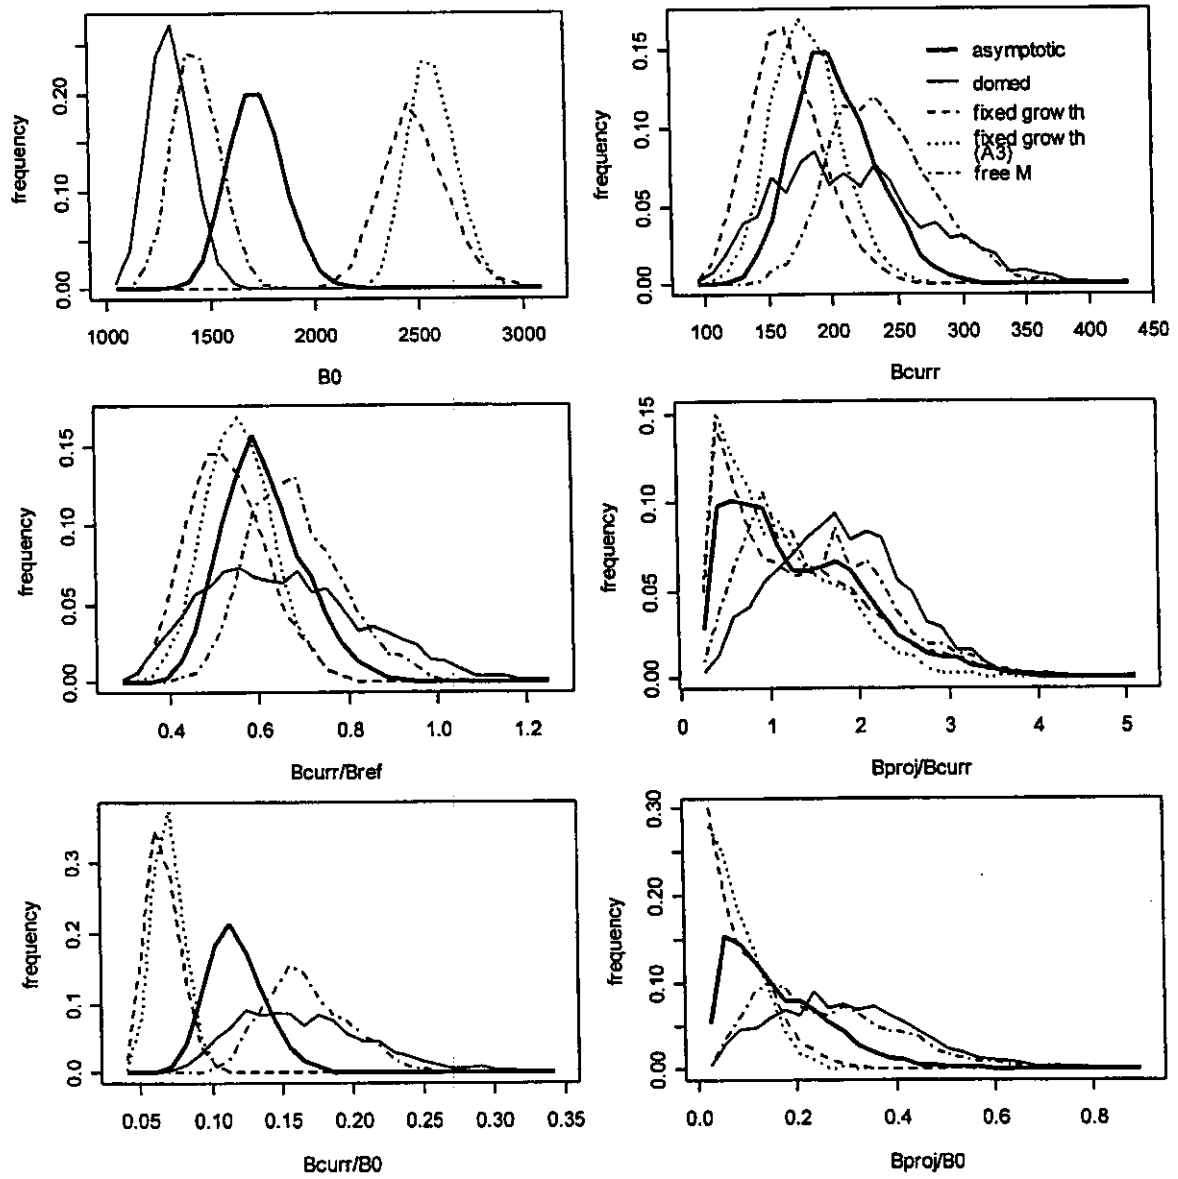 frequency
0.00 0.10 0.20
1000 1500 2000 2500 3000
B0
frequency
0.00 0.05 0.10 0.15
asymptotic
domed
fixed growth
fixed growth
(A3)
free M
100 150 200 250 300 350 400 450
Bcurr
frequency
0.00 0.05 0.10 0.15
0.4 0.6 0.8 1.0 1.2
Bcurr/Bref
frequency
0.00 0.05 0.10 0.15
0 1 2 3 4 5
Bproj/Bcurr
frequency
0.0 0.1 0.2 0.3
0.05 0.10 0.15 0.20 0.25 0.30 0.35
Bcurr/B0
frequency
0.00 0.10 0.20 0.30
0.0 0.2 0.4 0.6 0.8
Bproj/B0